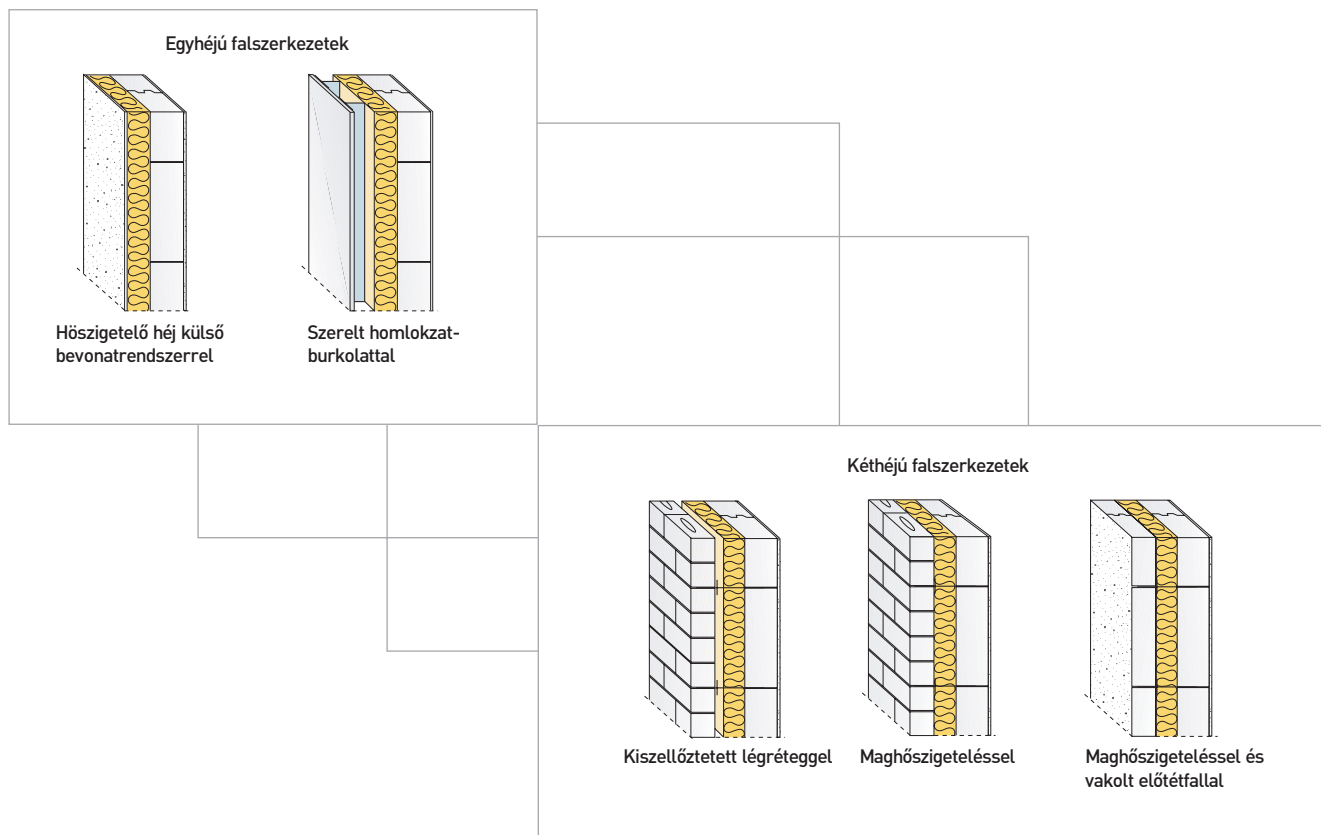 Egyhéjú falszerkezetek
Höszigetelő héj külső
bevonatrendszerrel
Szerelt homlokzat-
burkolattal
Kéthéjú falszerkezetek
Kiszellőztetett légréteggel
Maghőszigeteléssel
Maghőszigeteléssel és
vakolt előtétfallal